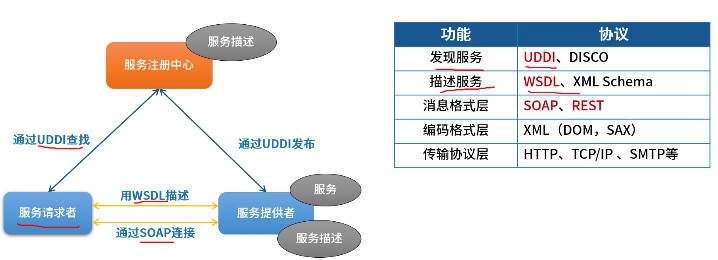 服务描述
服务注册中心
通过UDDI查找
通过UDDI发布
用WSDL描述
服务
服务请求者
服务提供者
通过SOAP连接
服务描述
功能 协议
发现服务 UDDI、DISCO
描述服务 WSDL、XML Schema
消息格式层 SOAP、REST
编码格式层 XML（DOM，SAX）
传输协议层 HTTP、TCP/IP 、SMTP等